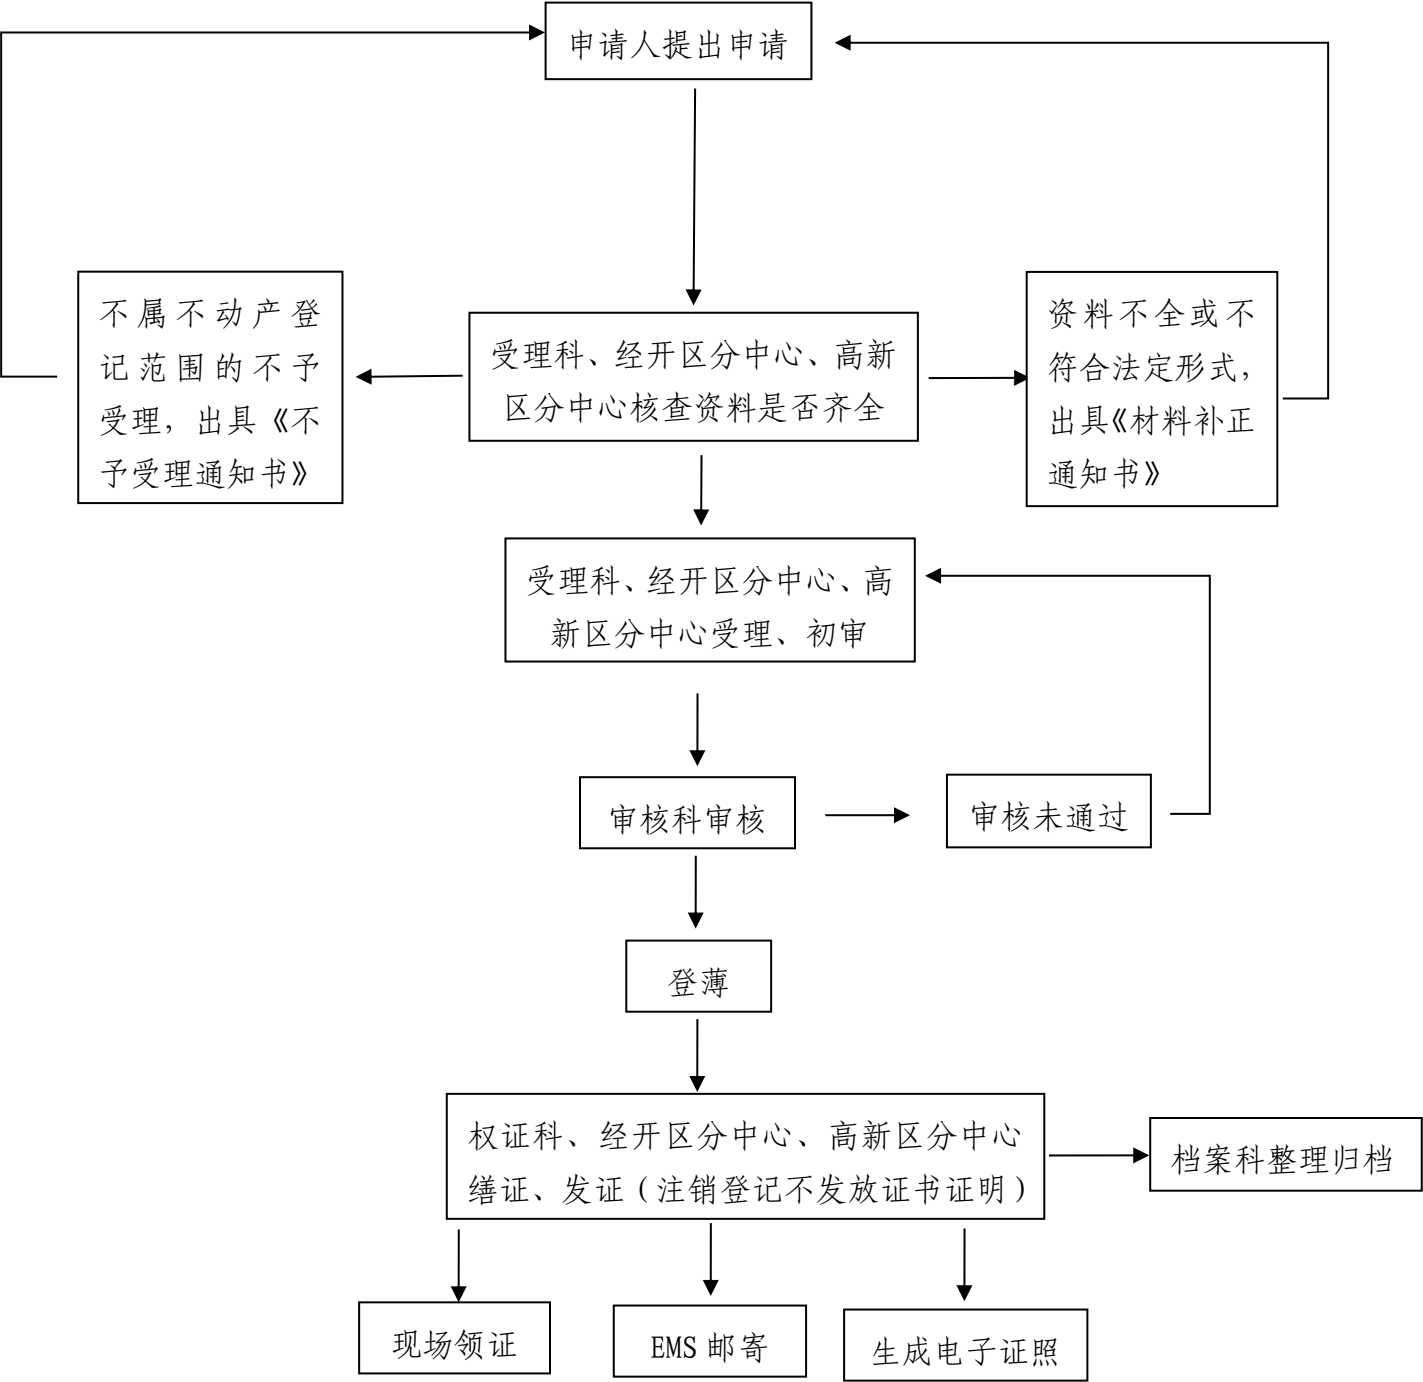 申请人提出申请
不属不动产登
记范围的不予
受理，出具《不
予受理通知书》
受理科、经开区分中心、高新
区分中心核查资料是否齐全
资料不全或不
符合法定形式，
出具《材料补正
通知书》
受理科、经开区分中心、高
新区分中心受理、初审
审核科审核
审核未通过
登薄
权证科、经开区分中心、高新区分中心
缮证、发证（注销登记不发放证书证明）
档案科整理归档
现场领证
EMS 邮寄
生成电子证照